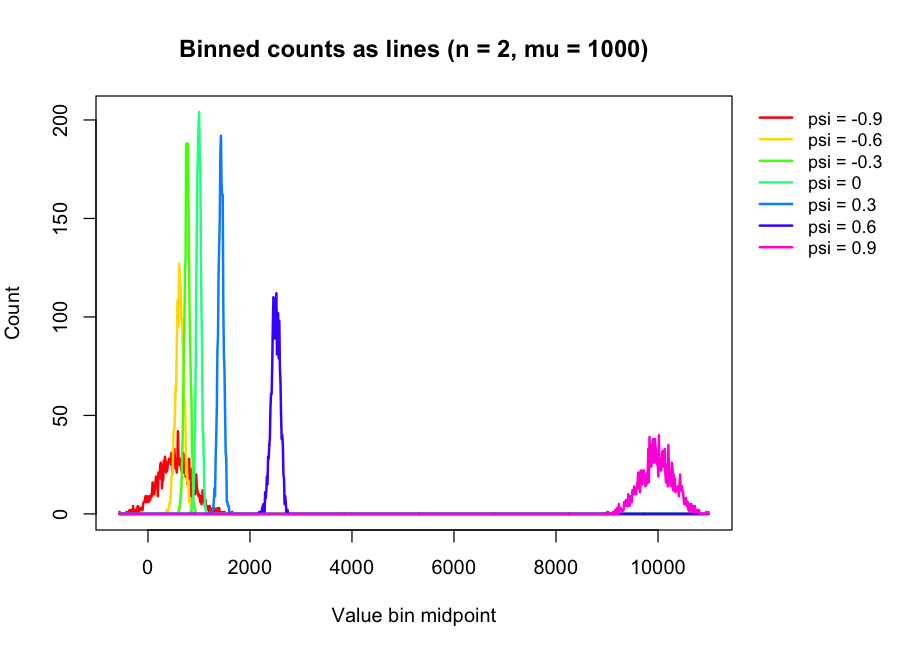 Binned counts as lines (n = 2, mu = 1000)
200
150
100
50
0
Count
0 2000 4000 6000 8000 10000
Value bin midpoint
psi = -0.9
psi = -0.6
psi = -0.3
psi = 0
psi = 0.3
psi = 0.6
psi = 0.9